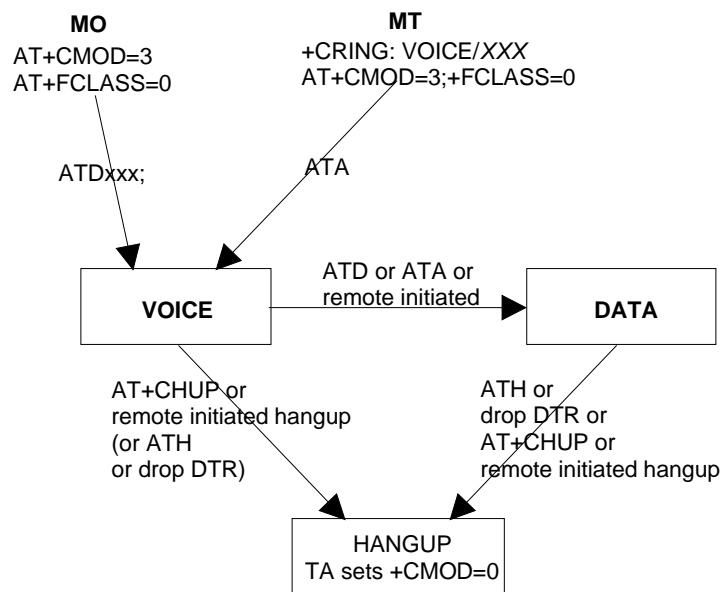 MO
AT+CMOD=3
AT+FCLASS=0
MT
+CRING: VOICE/XXX
AT+CMOD=3;+FCLASS=0
ATDxxx;
ATA
VOICE
ATD or ATA or
remote initiated
DATA
AT+CHUP or
remote initiated hangup
(or ATH
or drop DTR)
ATH or
drop DTR or
AT+CHUP or
remote initiated hangup
HANGUP
TA sets +CMOD=0